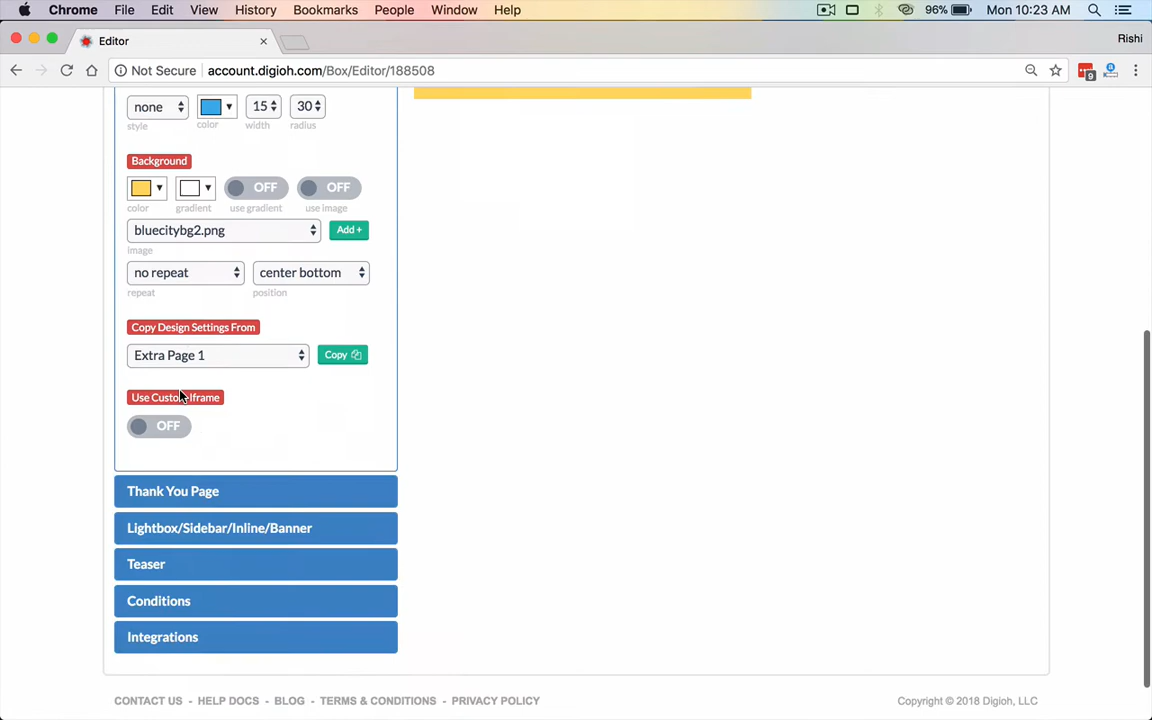 Chrome File Edit View History Bookmarks People Window Help 96% Mon 10:23 AM
Editor
Rishi
Not Secure account.digioh.com/Box/Editor/188508
9
none 15 30
style color width radius
Background
OFF OFF
color gradient use gradient use image
bluecitybg2.png Add +
image
no repeat center bottom
repeat position
Copy Design Settings From
Extra Page 1 Copy
Use Custom Iframe
OFF
Thank You Page
Lightbox/Sidebar/Inline/Banner
Teaser
Conditions
Integrations
CONTACT US - HELP DOCS - BLOG - TERMS & CONDITIONS - PRIVACY POLICY Copyright © 2018 Digioh, LLC